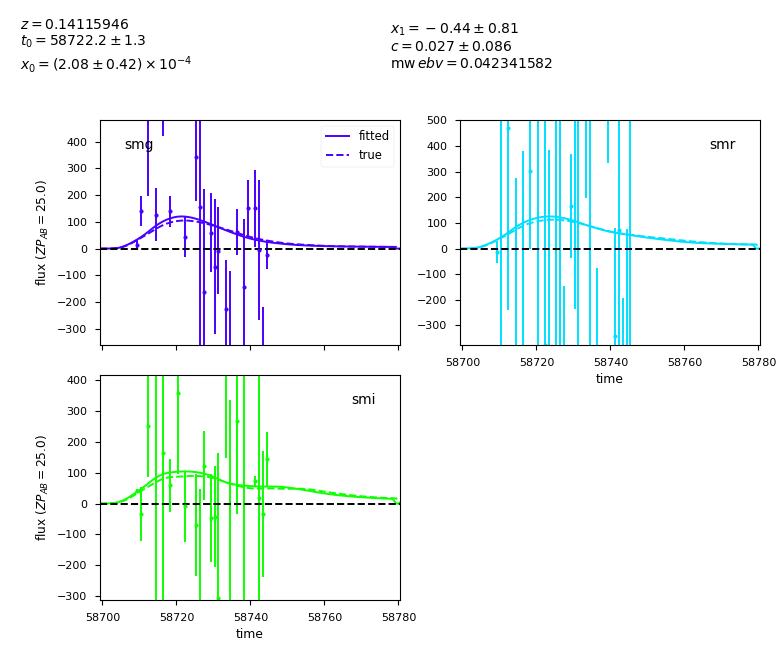 z = 0.14115946
t0 = 58722.2 ± 1.3
x0 = (2.08 ± 0.42) × 10^−4
x1 = −0.44 ± 0.81
c = 0.027 ± 0.086
mw ebv = 0.042341582
smg
fitted
true
400
300
200
100
0
−100
−200
−300
flux (ZP_AB = 25.0)
smr
500
400
300
200
100
0
−100
−200
−300
58700
58720
58740
58760
58780
time
smi
400
300
200
100
0
−100
−200
−300
flux (ZP_AB = 25.0)
58700
58720
58740
58760
58780
time